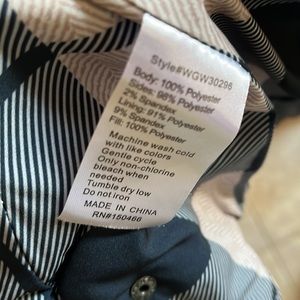 Style#WGW30296
Body: 100% Polyester
Sides: 98% Polyester
2% Spandex
Lining: 91% Polyester
9% Spandex
Fill: 100% Polyester
Machine wash cold
with like colors
Gentle cycle
Only non-chlorine
bleach when
needed
Tumble dry low
Do not iron
MADE IN CHINA
RN#150466